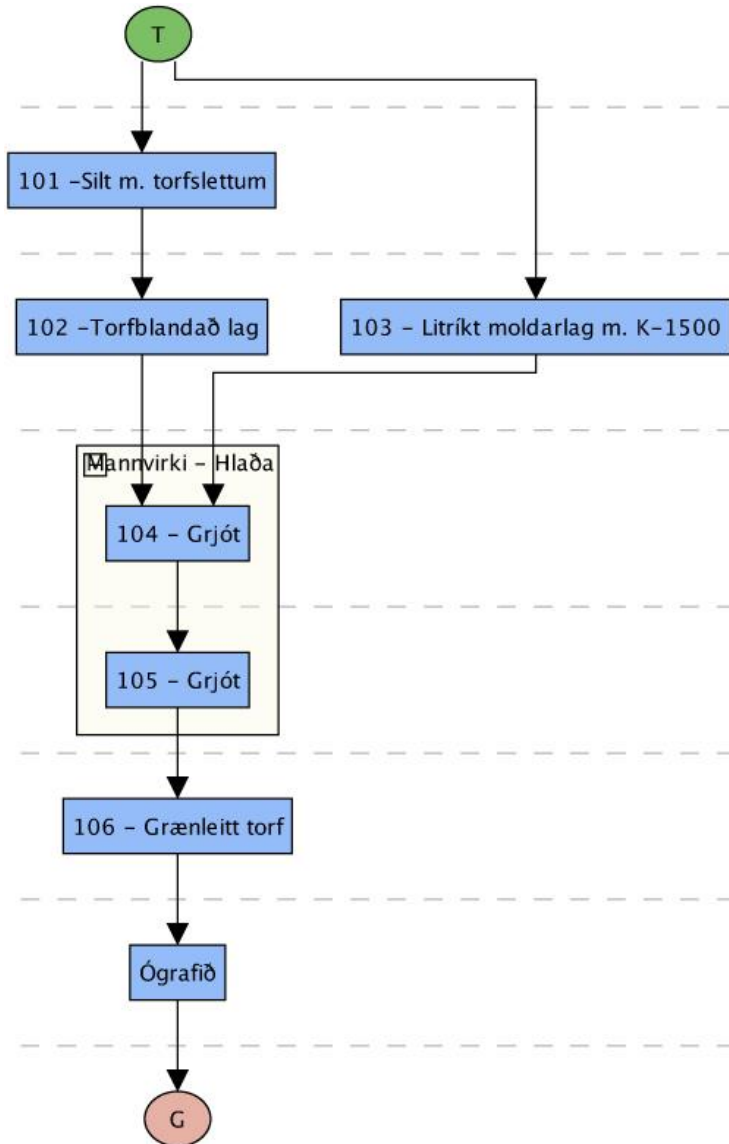 T
101 -Silt m. torfslettum
102 -Torfblandað lag
103 - Litríkt moldarlag m. K-1500
Mannvirki - Hlaða
104 - Grjót
105 - Grjót
106 - Grænleitt torf
Ógrafið
G